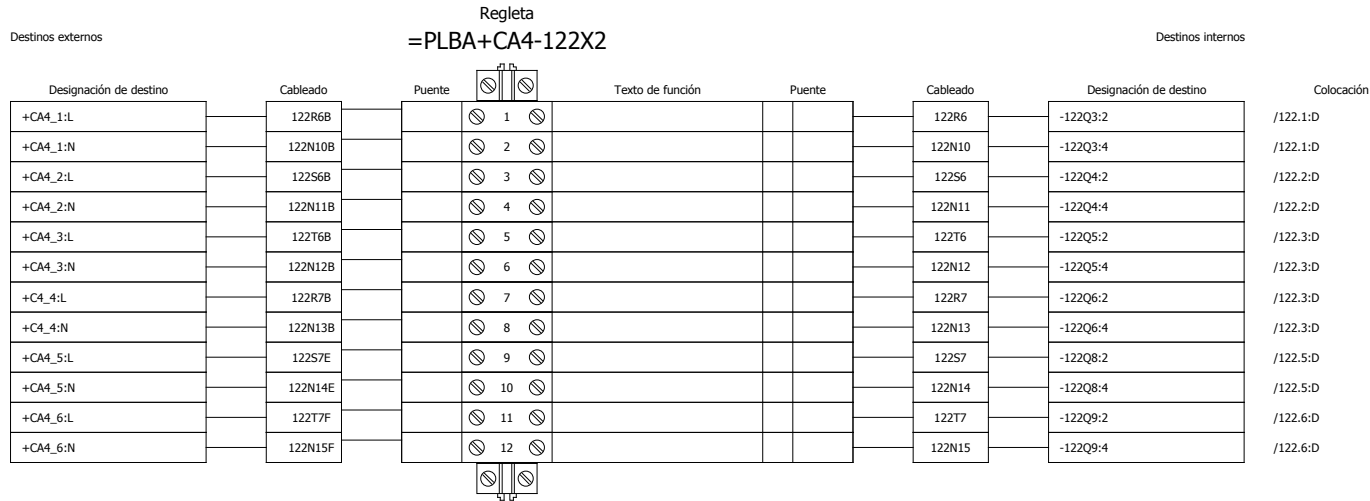 Regleta
Destinos externos =PLBA+CA4-122X2 Destinos internos
Designación de destino Cableado Puente Texto de función Puente Cableado Designación de destino Colocación
+CA4_1:L 122R6B 1 122R6 -122Q3:2 /122.1:D
+CA4_1:N 122N10B 2 122N10 -122Q3:4 /122.1:D
+CA4_2:L 122S6B 3 122S6 -122Q4:2 /122.2:D
+CA4_2:N 122N11B 4 122N11 -122Q4:4 /122.2:D
+CA4_3:L 122T6B 5 122T6 -122Q5:2 /122.3:D
+CA4_3:N 122N12B 6 122N12 -122Q5:4 /122.3:D
+C4_4:L 122R7B 7 122R7 -122Q6:2 /122.3:D
+C4_4:N 122N13B 8 122N13 -122Q6:4 /122.3:D
+CA4_5:L 122S7E 9 122S7 -122Q8:2 /122.5:D
+CA4_5:N 122N14E 10 122N14 -122Q8:4 /122.5:D
+CA4_6:L 122T7F 11 122T7 -122Q9:2 /122.6:D
+CA4_6:N 122N15F 12 122N15 -122Q9:4 /122.6:D